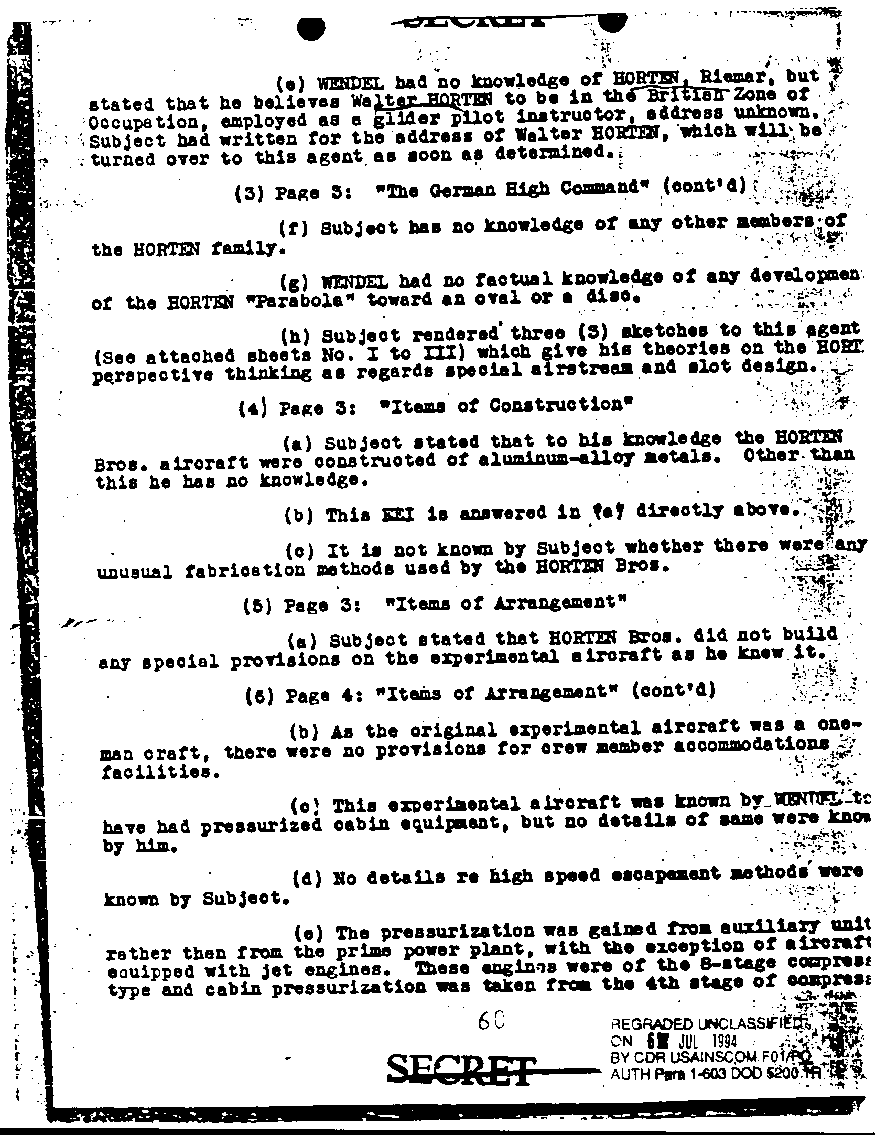 SECRET
(e) WENDEL had no knowledge of HORTEN, Riemar, but
stated that he believes Walter HORTEN to be in the British Zone of
Occupation, employed as a glider pilot instructor, address unknown.
Subject had written for the address of Walter HORTEN, which will be
turned over to this agent as soon as determined.
(3) Page 3: "The German High Command" (cont'd)
(f) Subject has no knowledge of any other members of
the HORTEN family.
(g) WENDEL had no factual knowledge of any developmen
of the HORTEN "Parabola" toward an oval or a disc.
(h) Subject rendered three (3) sketches to this agent
(See attached sheets No. I to III) which give his theories on the HORT
perspective thinking as regards special airstream and slot design.
(4) Page 3: "Items of Construction"
(a) Subject stated that to his knowledge the HORTEN
Bros. aircraft were constructed of aluminum-alloy metals. Other than
this he has no knowledge.
(b) This EEI is answered in (a) directly above.
(c) It is not known by Subject whether there were any
unusual fabrication methods used by the HORTEN Bros.
(5) Page 3: "Items of Arrangement"
(a) Subject stated that HORTEN Bros. did not build
any special provisions on the experimental aircraft as he knew it.
(6) Page 4: "Items of Arrangement" (cont'd)
(b) As the original experimental aircraft was a one-
man craft, there were no provisions for crew member accommodations
facilities.
(c) This experimental aircraft was known by WENDEL to
have had pressurized cabin equipment, but no details of same were know
by him.
(d) No details re high speed escapement methods were
known by Subject.
(e) The pressurization was gained from auxiliary unit
rather then from the prime power plant, with the exception of aircraft
equipped with jet engines. These engines were of the 8-stage compress
type and cabin pressurization was taken from the 4th stage of compress
60
REGRADED UNCLASSIFIED
ON JUL 1994
BY CDR USAINSCOM F01/PO
AUTH Para 1-603 DOD 5200.1R
SECRET